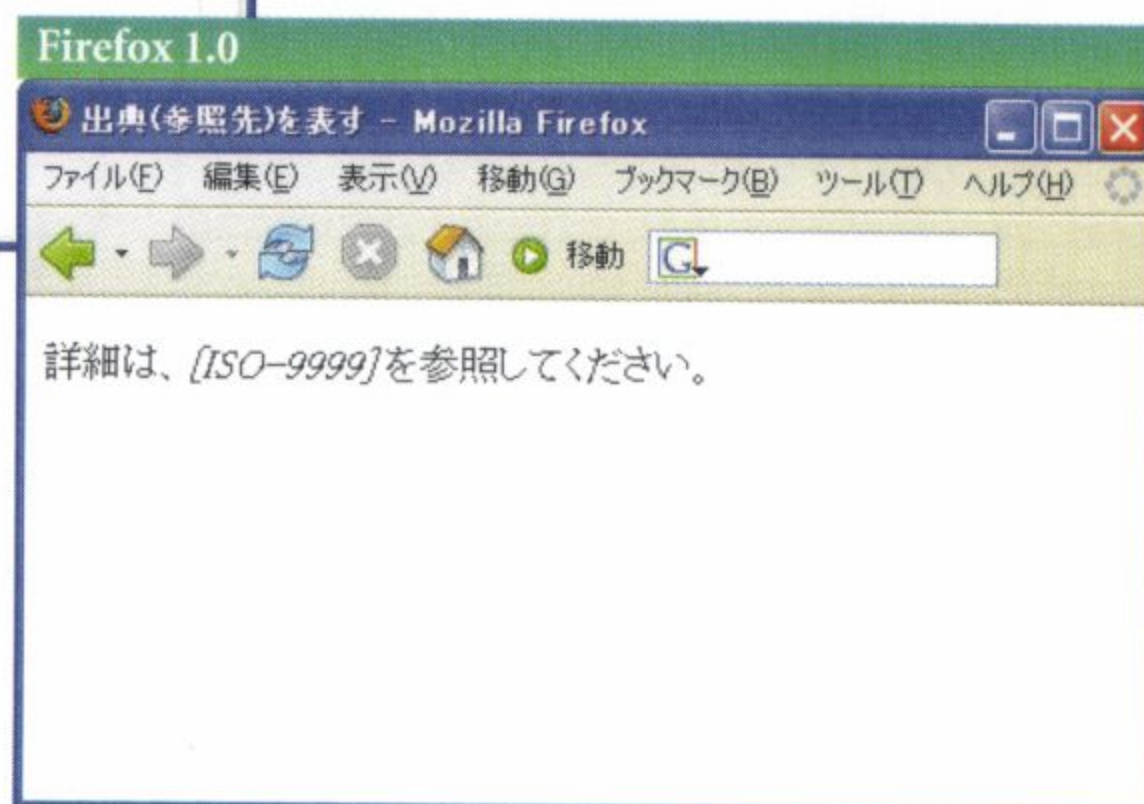 Firefox 1.0
出典(参照先)を表す - Mozilla Firefox
ファイル(F) 編集(E) 表示(V) 移動(G) ブックマーク(B) ツール(T) ヘルプ(H)
移動 G
詳細は、[ISO-9999]を参照してください。